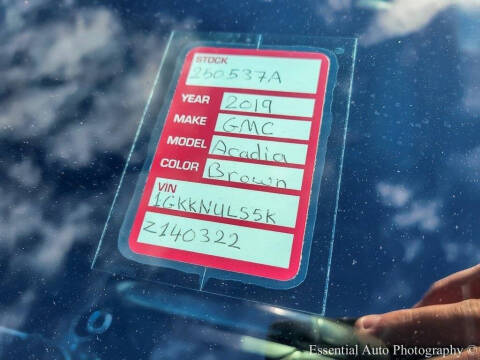 STOCK
250537A
YEAR 2019
MAKE GMC
MODEL Acadia
COLOR Brown
VIN
1GKKNULS5K
Z140322
Essential Auto Photography ©